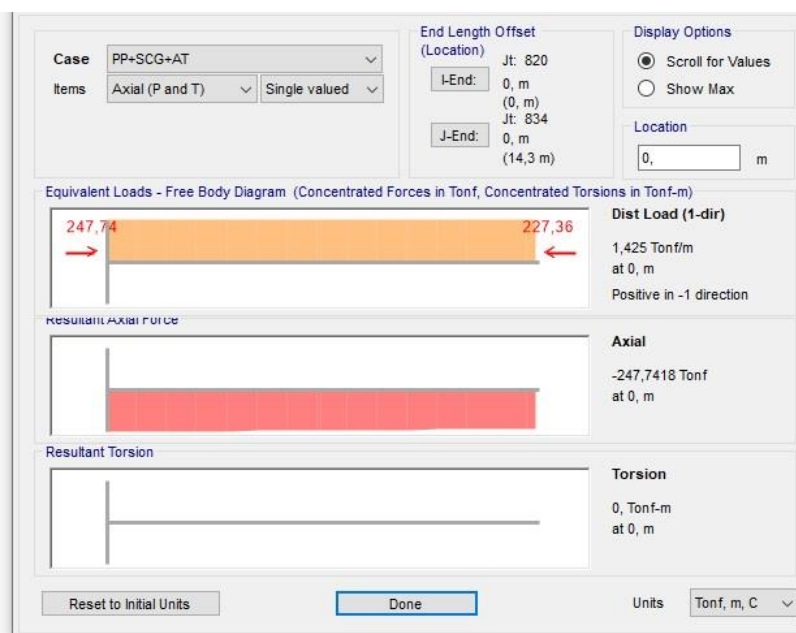 Case PP+SCG+AT
Items Axial (P and T) Single valued
End Length Offset
(Location)
Jt: 820
I-End: 0, m
(0, m)
Jt: 834
J-End: 0, m
(14,3 m)
Display Options
Scroll for Values
Show Max
Location
0, m
Equivalent Loads - Free Body Diagram (Concentrated Forces in Tonf, Concentrated Torsions in Tonf-m)
247,74 227,36
Dist Load (1-dir)
1,425 Tonf/m
at 0, m
Positive in -1 direction
Resultant Axial Force
Axial
-247,7418 Tonf
at 0, m
Resultant Torsion
Torsion
0, Tonf-m
at 0, m
Reset to Initial Units Done Units Tonf, m, C